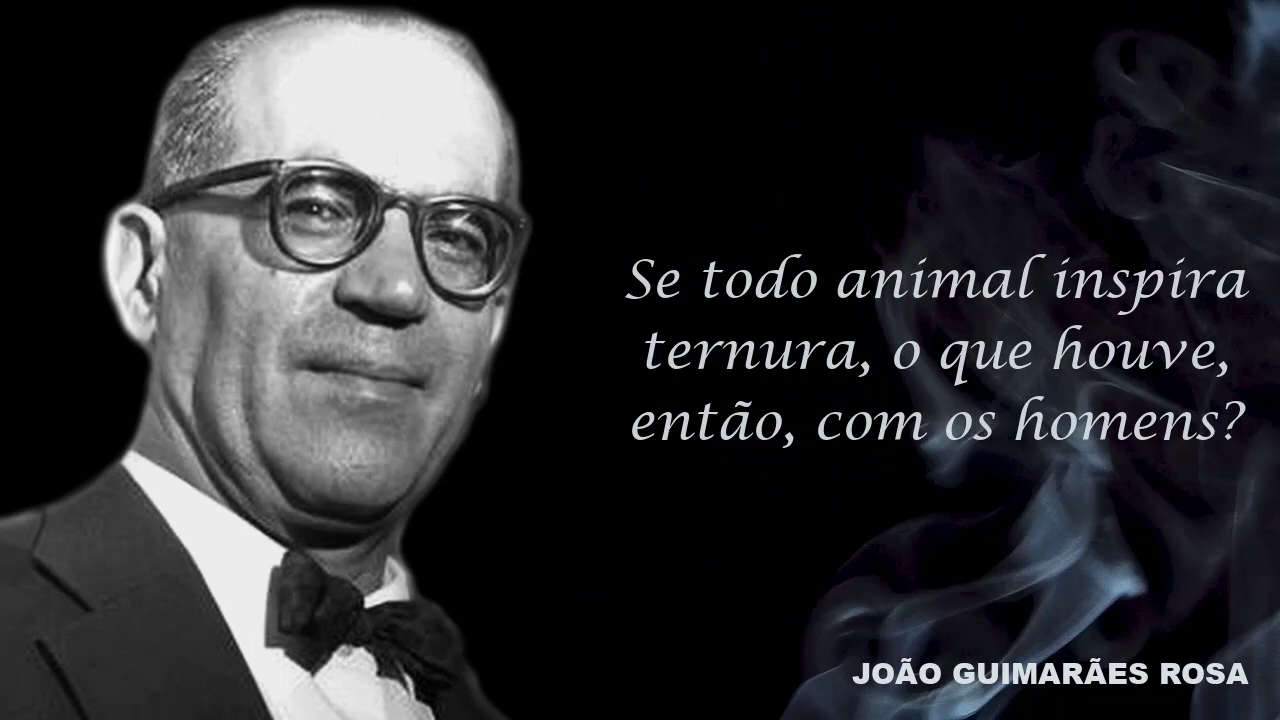 Se todo animal inspira
ternura, o que houve,
então, com os homens?
JOÃO GUIMARÃES ROSA